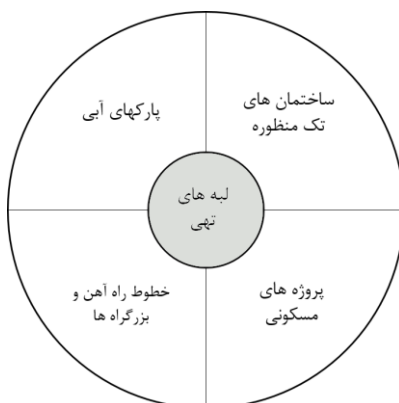 ساختمان های
تک منظوره
پارکهای آبی
لبه های
تهی
پروژه های
مسکونی
خطوط راه آهن و
بزرگراه ها